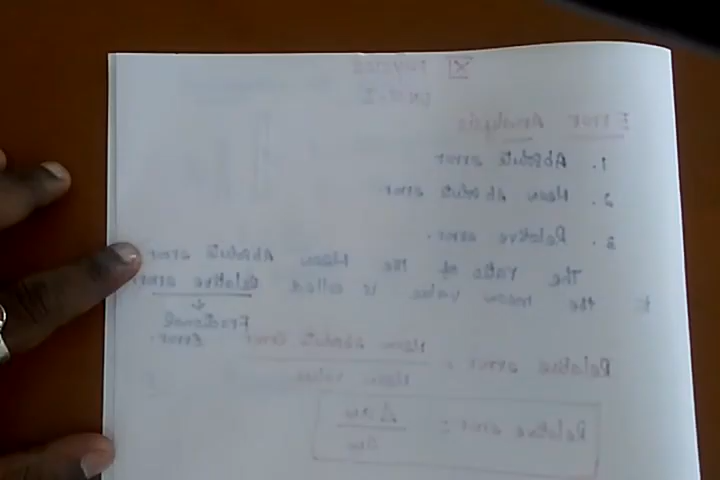 Physics
Unit-I
Error Analysis
1. Absolute error
2. Mean absolute error
3. Relative error.
The ratio of the Mean Absolute error
to the mean value is called relative error
↓
Fractional
Error.
Relative error = Mean absolute error
Mean value
Relative error =